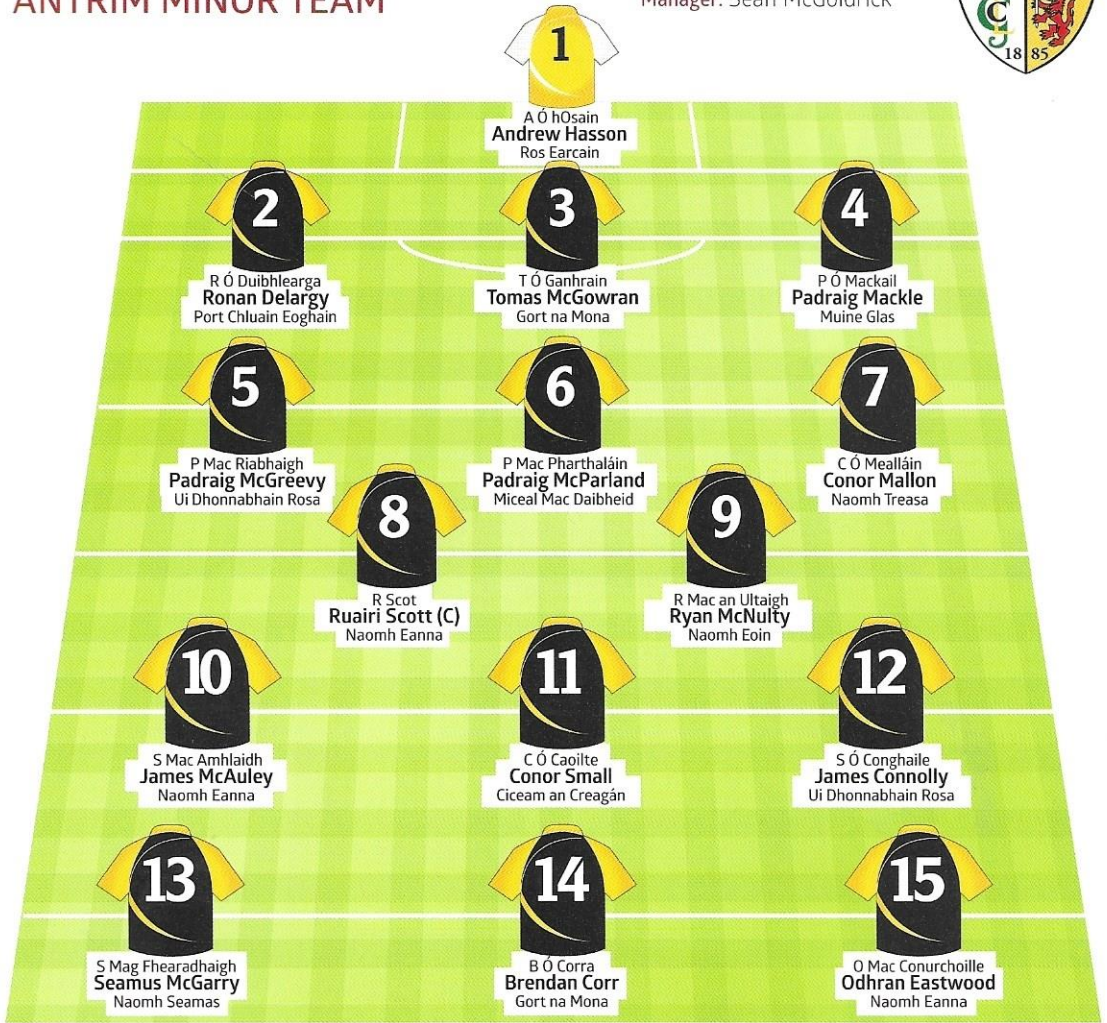 ANTRIM MINOR TEAM
Manager: Sean McGoldrick
18 85
1
A Ó hOsain
Andrew Hasson
Ros Earcain
2
R Ó Duibhlearga
Ronan Delargy
Port Chluain Eoghain
3
T Ó Ganhrain
Tomas McGowran
Gort na Mona
4
P Ó Mackail
Padraig Mackle
Muine Glas
5
P Mac Riabhaigh
Padraig McGreevy
Ui Dhonnabhain Rosa
6
P Mac Pharthaláin
Padraig McParland
Miceal Mac Daibheid
7
C Ó Mealláin
Conor Mallon
Naomh Treasa
8
R Scot
Ruairi Scott (C)
Naomh Eanna
9
R Mac an Ultaigh
Ryan McNulty
Naomh Eoin
10
S Mac Amhlaidh
James McAuley
Naomh Eanna
11
C Ó Caoilte
Conor Small
Ciceam an Creagán
12
S Ó Conghaile
James Connolly
Ui Dhonnabhain Rosa
13
S Mag Fhearadhaigh
Seamus McGarry
Naomh Seamas
14
B Ó Corra
Brendan Corr
Gort na Mona
15
O Mac Conurchoille
Odhran Eastwood
Naomh Eanna